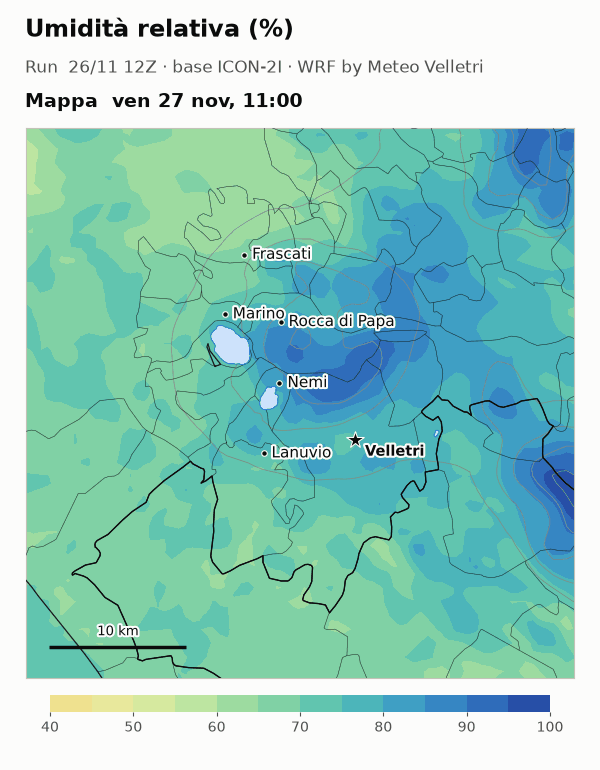 Umidità relativa (%)
Run  26/11 12Z · base ICON-2I · WRF by Meteo Velletri
Mappa  ven 27 nov, 11:00
Frascati
Marino
Rocca di Papa
Nemi
Velletri
Lanuvio
10 km
40 50 60 70 80 90 100